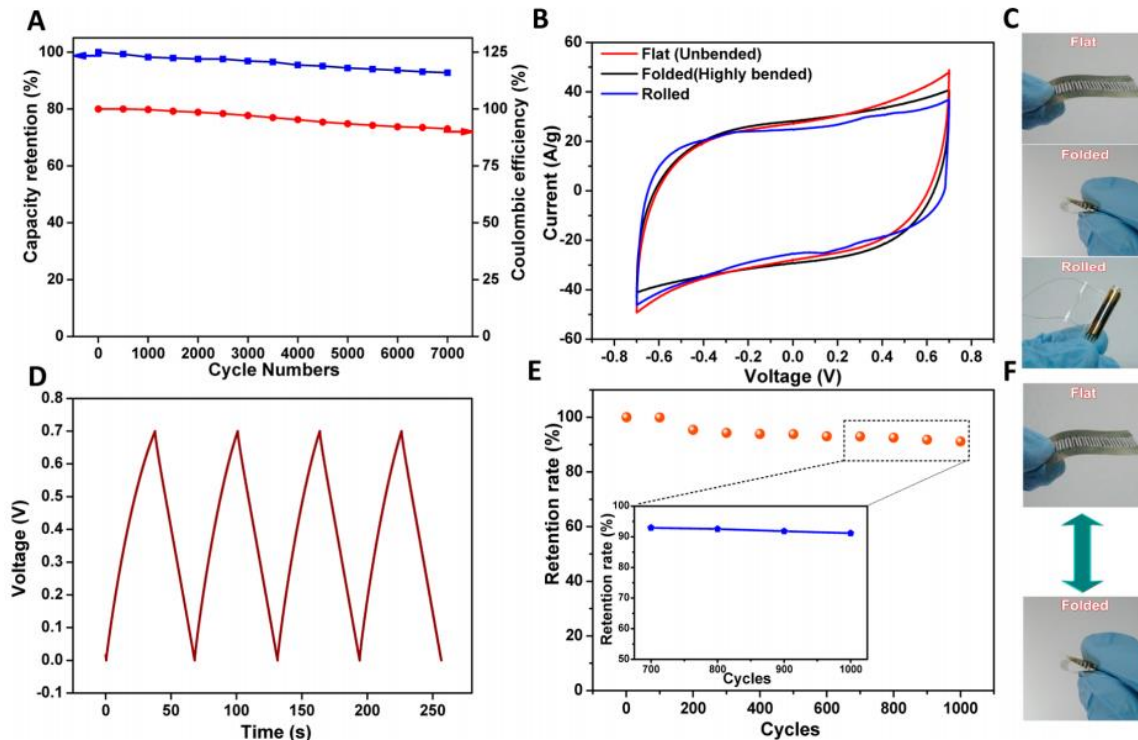 A
Capacity retention (%)
100
80
60
40
20
0
125
100
75
50
25
0
Coulombic efficiency (%)
0 1000 2000 3000 4000 5000 6000 7000
Cycle Numbers
B
Current (A/g)
60
40
20
0
-20
-40
-60
Flat (Unbended)
Folded(Highly bended)
Rolled
-0.8 -0.6 -0.4 -0.2 0.0 0.2 0.4 0.6 0.8
Voltage (V)
C
Flat
Folded
Rolled
D
Voltage (V)
0.8
0.7
0.6
0.5
0.4
0.3
0.2
0.1
0.0
-0.1
0 50 100 150 200 250
Time (s)
E
Retention rate (%)
100
80
60
40
20
0
Retention rate (%)
100
90
80
70
60
50
700 800 900 1000
Cycles
0 200 400 600 800 1000
Cycles
F
Flat
Folded